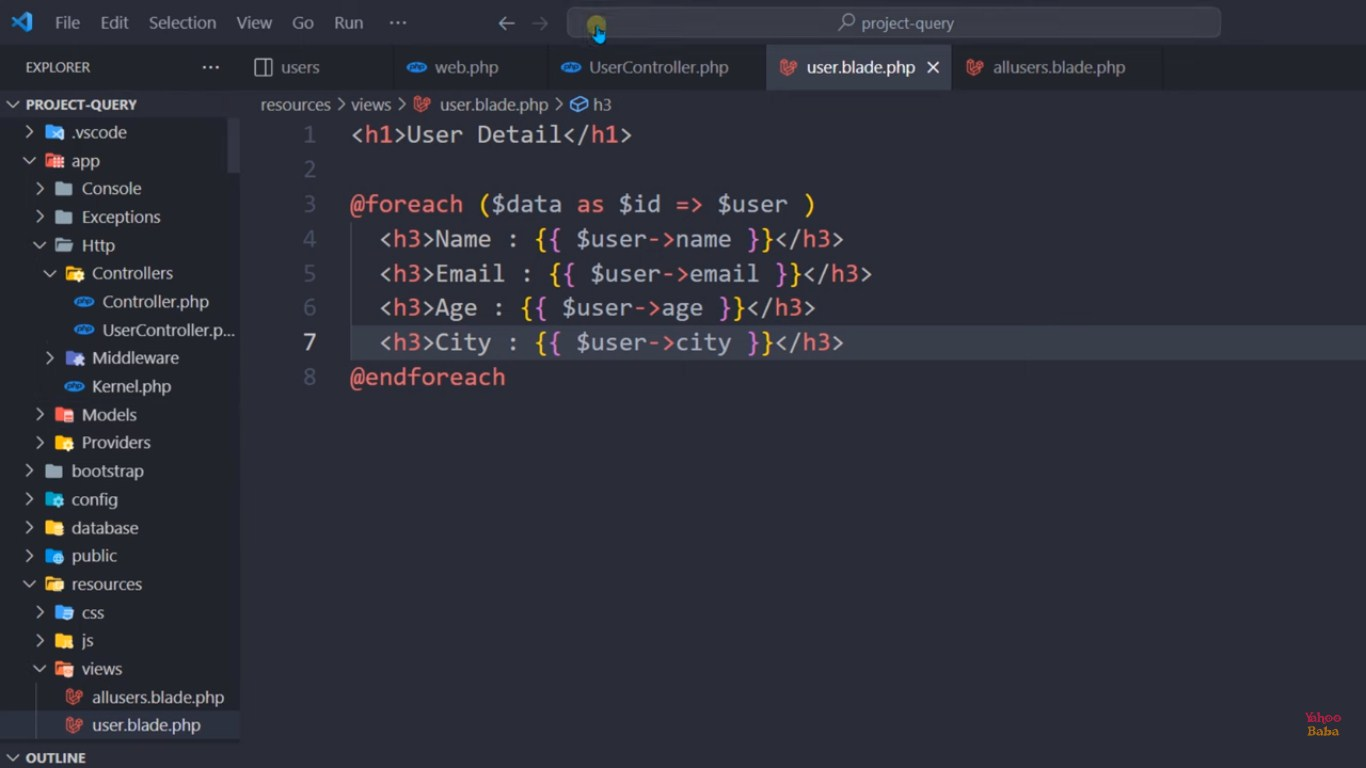 File Edit Selection View Go Run ··· project-query
EXPLORER ··· users web.php UserController.php user.blade.php allusers.blade.php
PROJECT-QUERY
.vscode
app
Console
Exceptions
Http
Controllers
Controller.php
UserController.p...
Middleware
Kernel.php
Models
Providers
bootstrap
config
database
public
resources
css
js
views
allusers.blade.php
user.blade.php
OUTLINE
resources > views > user.blade.php > h3
1 <h1>User Detail</h1>
2
3 @foreach ($data as $id => $user )
4 <h3>Name : {{ $user->name }}</h3>
5 <h3>Email : {{ $user->email }}</h3>
6 <h3>Age : {{ $user->age }}</h3>
7 <h3>City : {{ $user->city }}</h3>
8 @endforeach
Yahoo
Baba